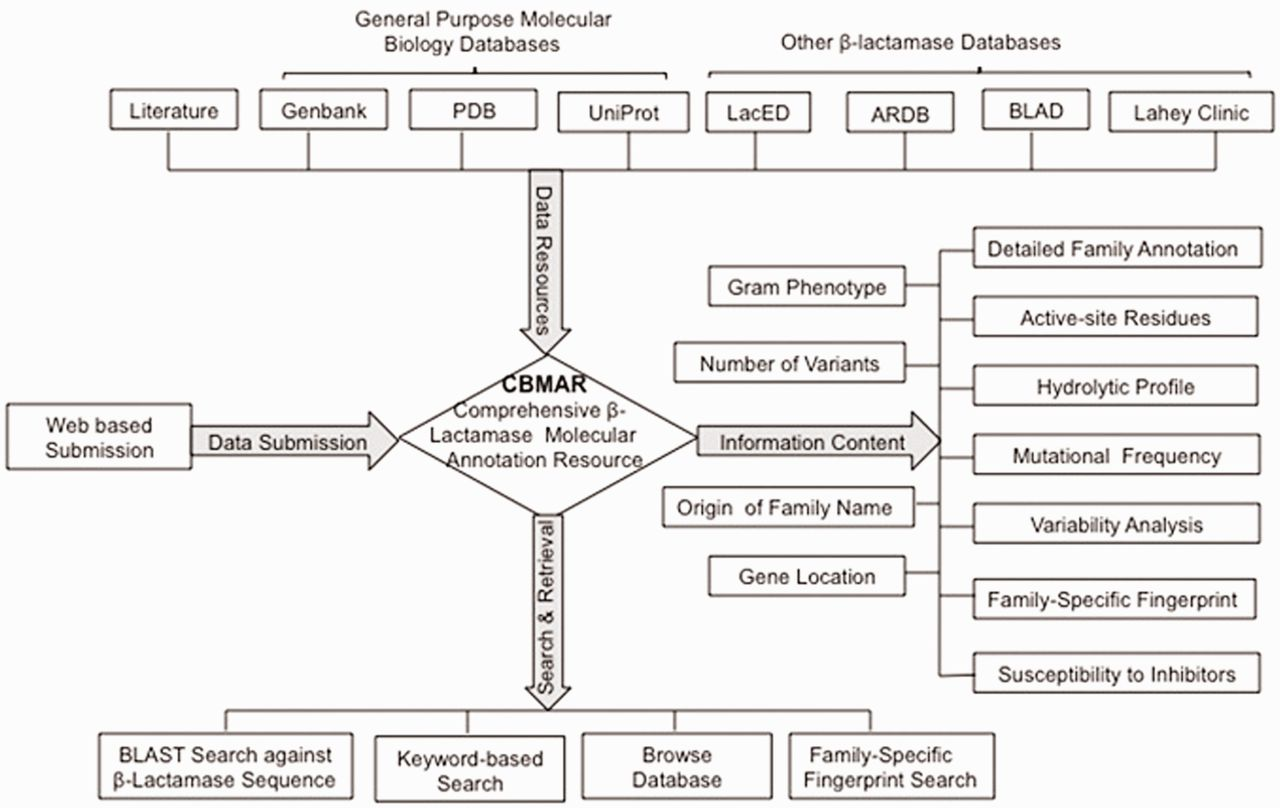 General Purpose Molecular
Biology Databases
Other β-lactamase Databases
Literature
Genbank
PDB
UniProt
LacED
ARDB
BLAD
Lahey Clinic
Data Resources
Detailed Family Annotation
Gram Phenotype
Active-site Residues
Number of Variants
Hydrolytic Profile
CBMAR
Comprehensive β-
Lactamase Molecular
Annotation Resource
Web based
Submission
Data Submission
Information Content
Mutational Frequency
Origin of Family Name
Variability Analysis
Gene Location
Family-Specific Fingerprint
Susceptibility to Inhibitors
Search & Retrieval
BLAST Search against
β-Lactamase Sequence
Keyword-based
Search
Browse
Database
Family-Specific
Fingerprint Search